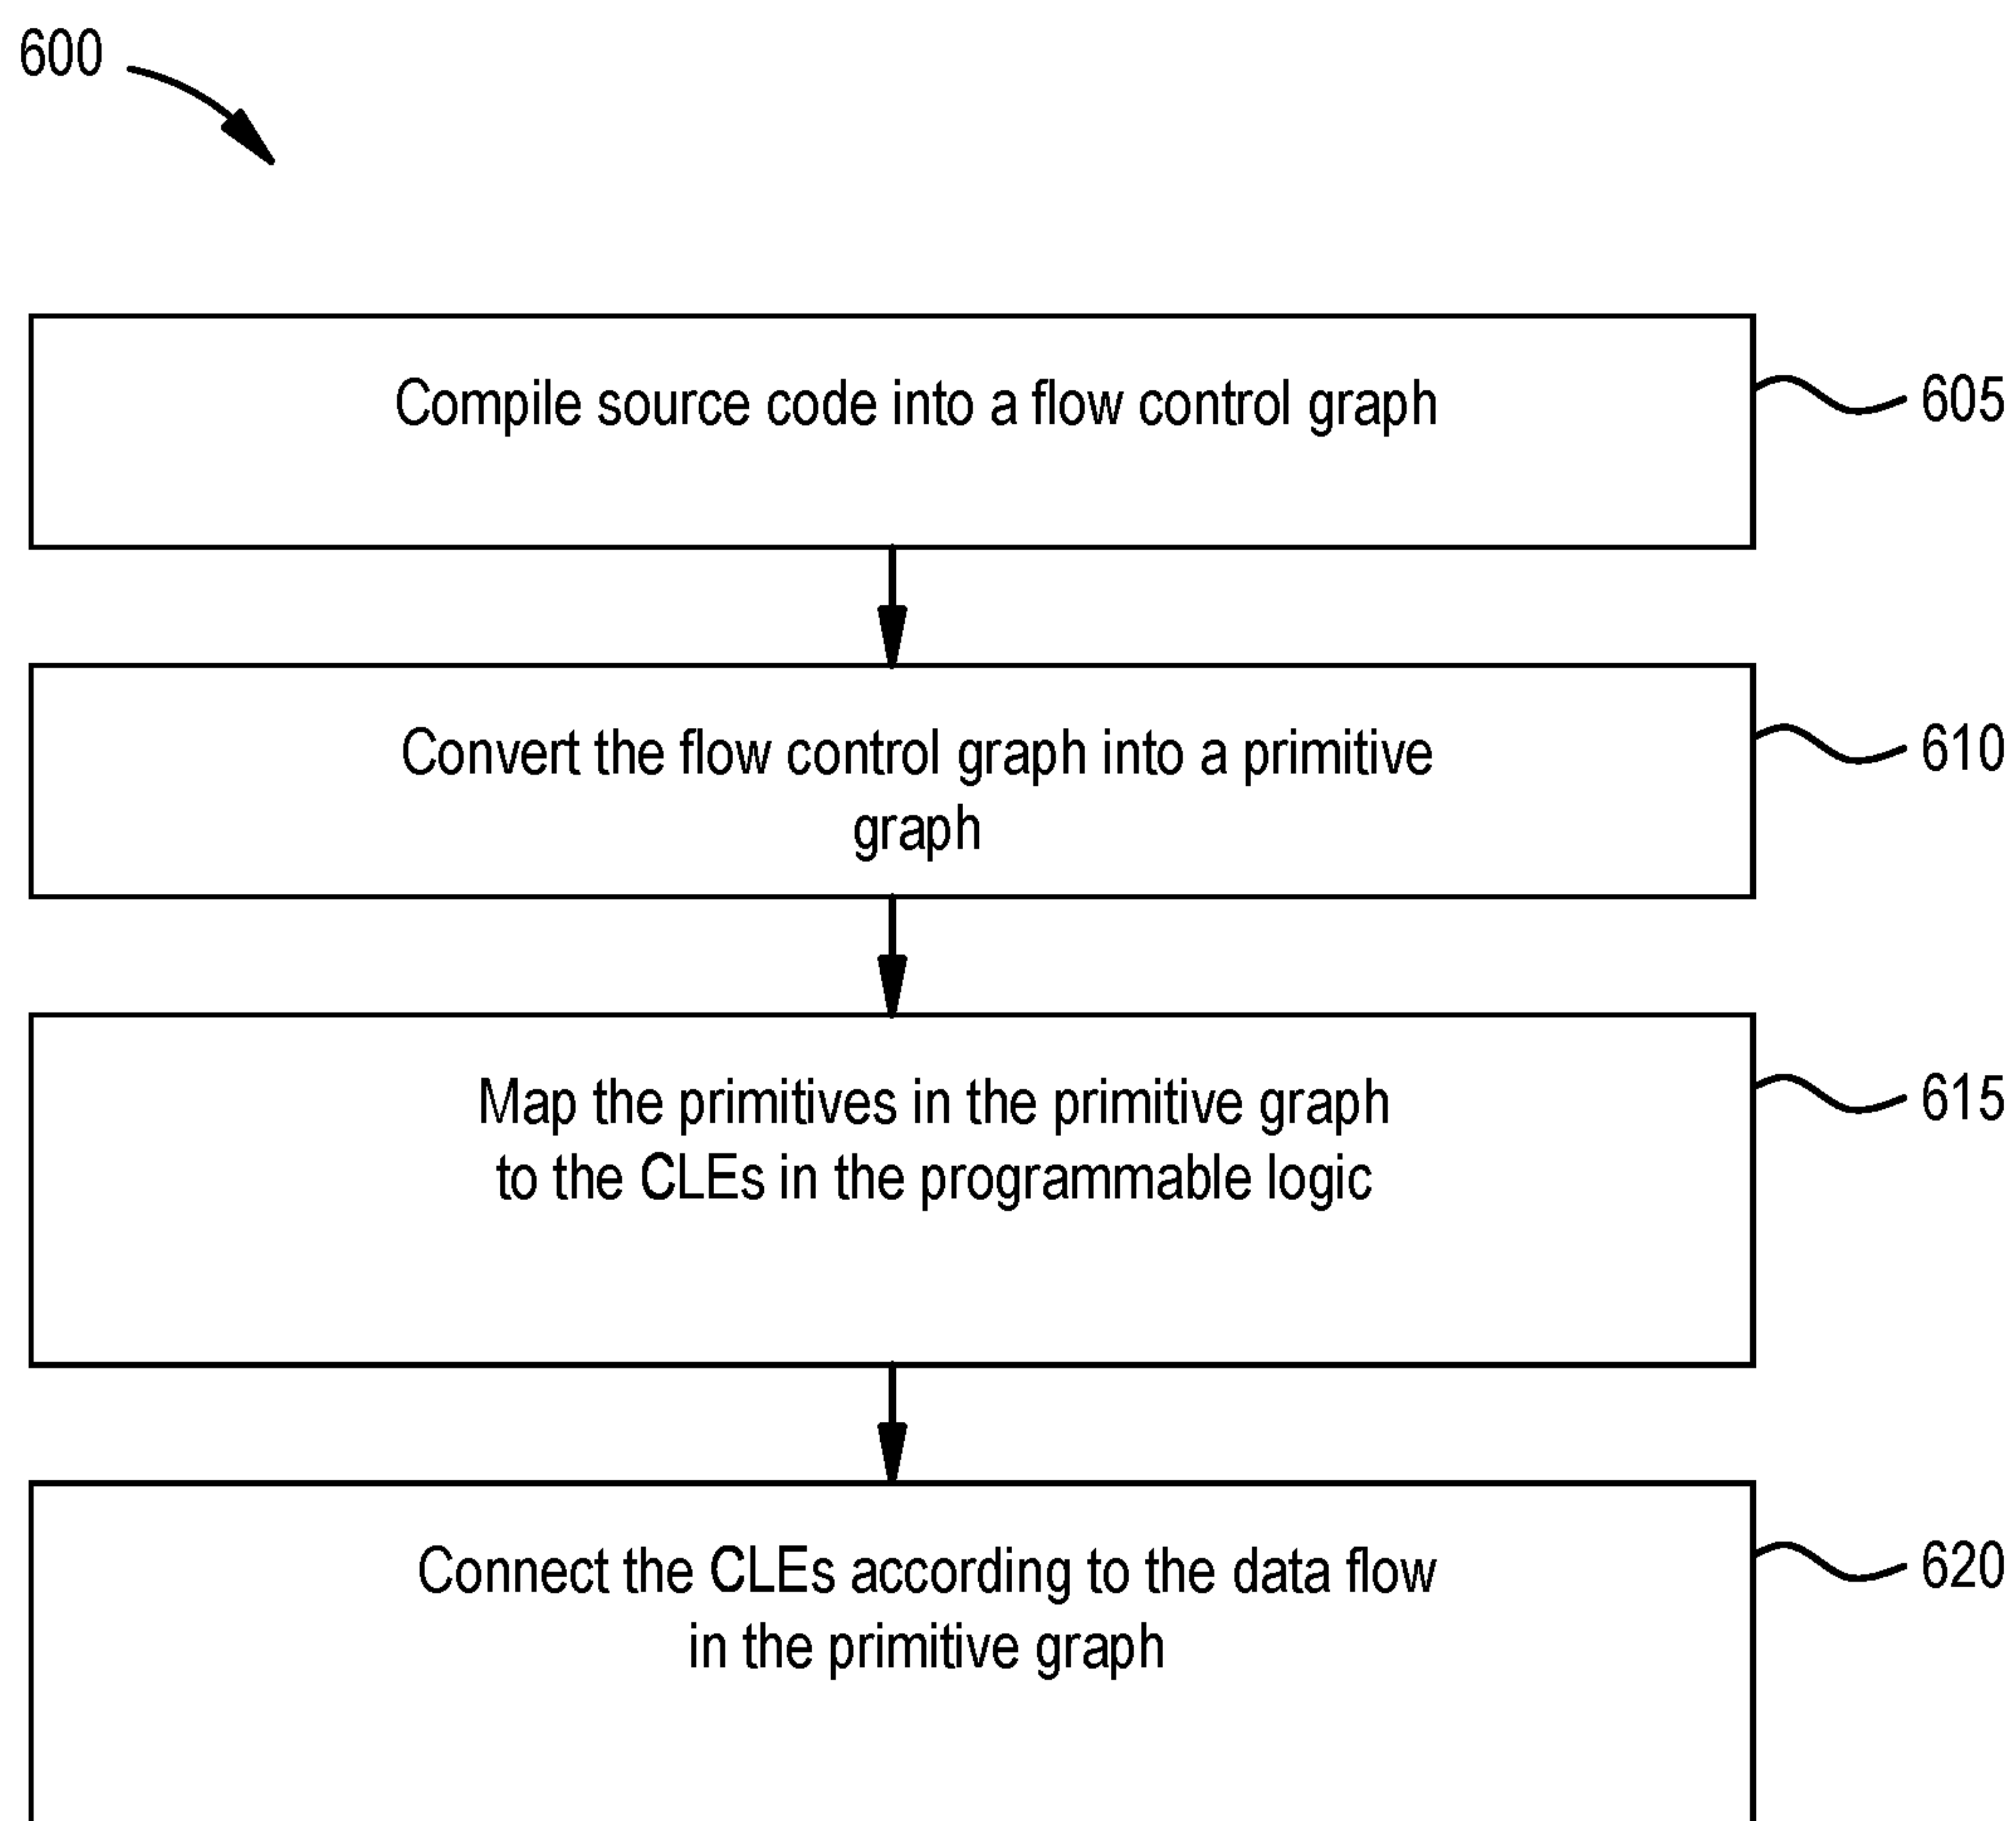 600
Compile source code into a flow control graph
605
Convert the flow control graph into a primitive
graph
610
Map the primitives in the primitive graph
to the CLEs in the programmable logic
615
Connect the CLEs according to the data flow
in the primitive graph
620